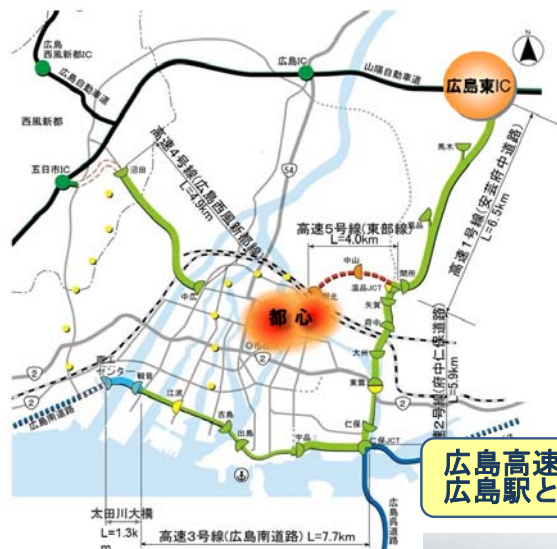 広島
西風新都IC
広島自動車道
西風新都
五日市IC
沼田
広島IC
山陽自動車道
広島東IC
54
馬木
高速4号線(広島西風新都線)
L=4.9km
高速1号線(安芸府中道路)
L=6.5km
高速5号線(東部線)
L=4.0km
中山
温品JCT
間所
矢賀
府中
大州
東雲
仁保
仁保JCT
中広
都心
2
2
2
観音
江波
吉島
出島
宇品
広島南道路
速2号線(府中仁保道路)
L=5.9km
広島呉道路
太田川大橋
L=1.3k
m
高速3号線(広島南道路) L=7.7km
広島高速
広島駅と